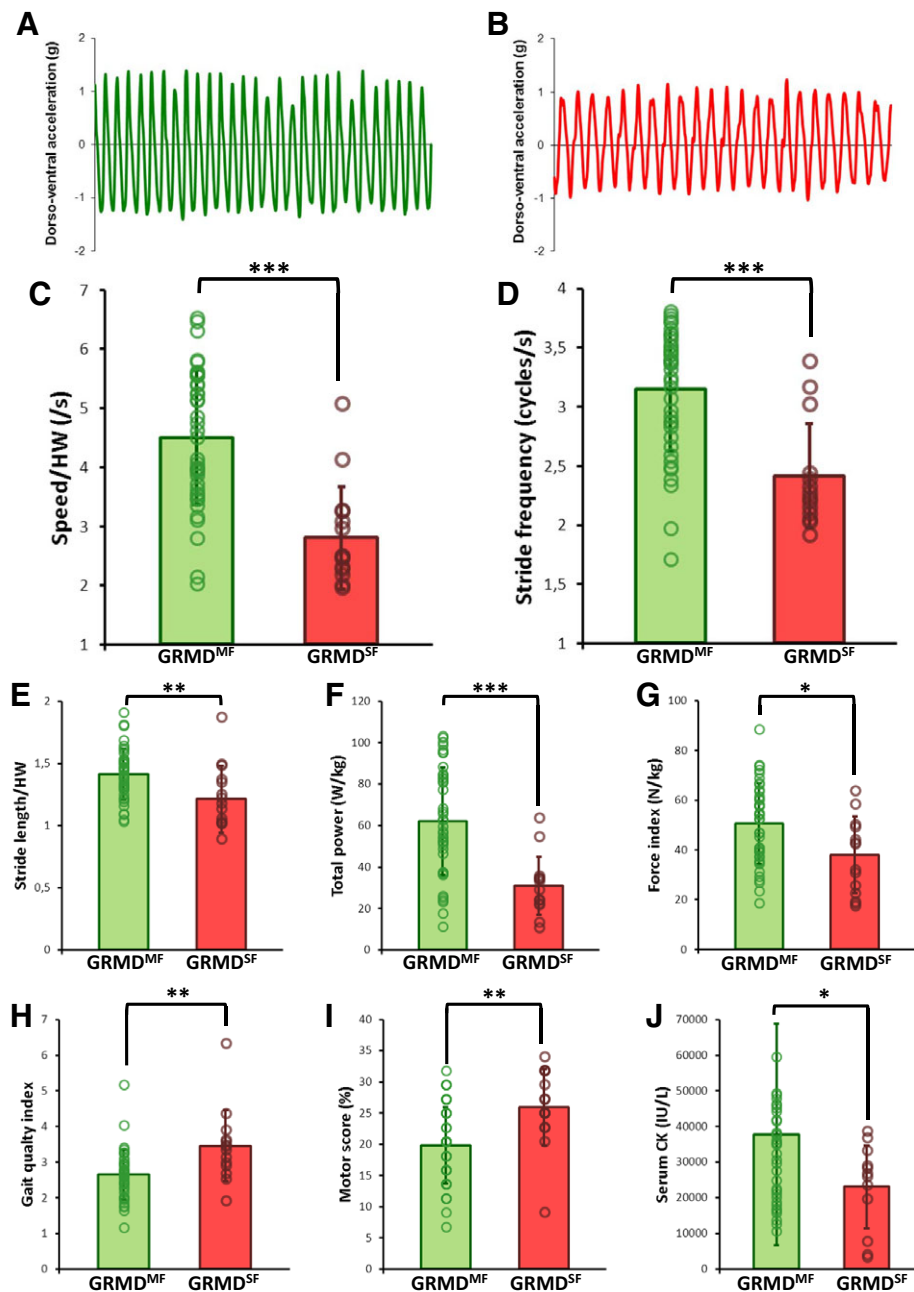 A
Dorso-ventral acceleration (g)
2
1
0
-1
-2
B
Dorso-ventral acceleration (g)
2
1
0
-1
-2
C
Speed/HW (/s)
7
6
5
4
3
2
1
***
GRMDMF
GRMDSF
D
Stride frequency (cycles/s)
4
3,5
3
2,5
2
1,5
1
***
GRMDMF
GRMDSF
E
Stride length/HW
2
1,5
1
0,5
0
**
GRMDMF
GRMDSF
F
Total power (W/kg)
120
100
80
60
40
20
0
***
GRMDMF
GRMDSF
G
Force index (N/kg)
100
80
60
40
20
0
*
GRMDMF
GRMDSF
H
Gait qualty index
7
6
5
4
3
2
1
0
**
GRMDMF
GRMDSF
I
Motor score (%)
40
35
30
25
20
15
10
5
0
**
GRMDMF
GRMDSF
J
Serum CK (IU/L)
70000
60000
50000
40000
30000
20000
10000
0
*
GRMDMF
GRMDSF